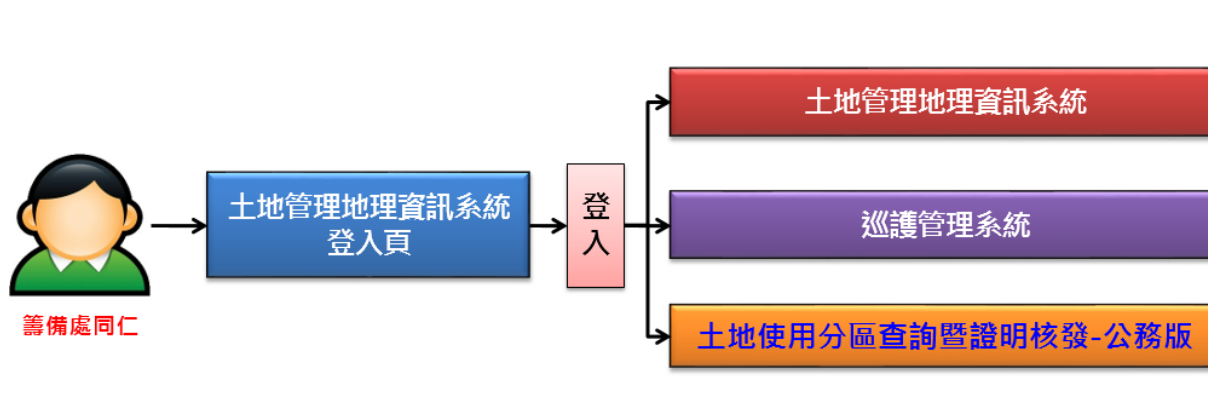 籌備處同仁
土地管理地理資訊系統
登入頁
登
入
土地管理地理資訊系統
巡護管理系統
土地使用分區查詢暨證明核發-公務版